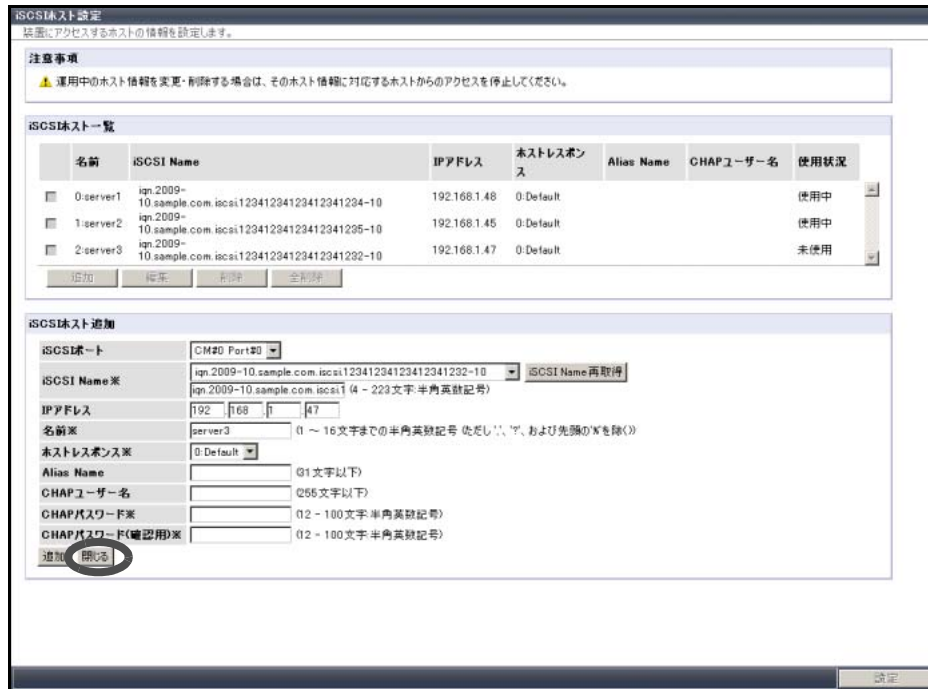 iSCSIホスト設定
装置にアクセスするホストの情報を設定します。
注意事項
運用中のホスト情報を変更・削除する場合は、そのホスト情報に対応するホストからのアクセスを停止してください。
iSCSIホスト一覧
名前 iSCSI Name IPアドレス ホストレスポンス Alias Name CHAPユーザー名 使用状況
0:server1 iqn.2009-10.sample.com.iscsi.12341234123412341234-10 192.168.1.48 0:Default 使用中
1:server2 iqn.2009-10.sample.com.iscsi.12341234123412341235-10 192.168.1.45 0:Default 使用中
2:server3 iqn.2009-10.sample.com.iscsi.12341234123412341232-10 192.168.1.47 0:Default 未使用
追加 編集 削除 全削除
iSCSIホスト追加
iSCSIポート CM#0 Port#0
iSCSI Name※ iqn.2009-10.sample.com.iscsi.12341234123412341232-10 iSCSI Name再取得
iqn.2009-10.sample.com.iscsi.1 (4 - 223文字:半角英数記号)
IPアドレス 192 .168 .1 .47
名前※ server3 (1 ～ 16文字までの半角英数記号 (ただし','、'?'、および先頭の'&'を除く))
ホストレスポンス※ 0:Default
Alias Name (31文字以下)
CHAPユーザー名 (255文字以下)
CHAPパスワード※ (12 - 100文字:半角英数記号)
CHAPパスワード(確認用)※ (12 - 100文字:半角英数記号)
追加 閉じる
設定